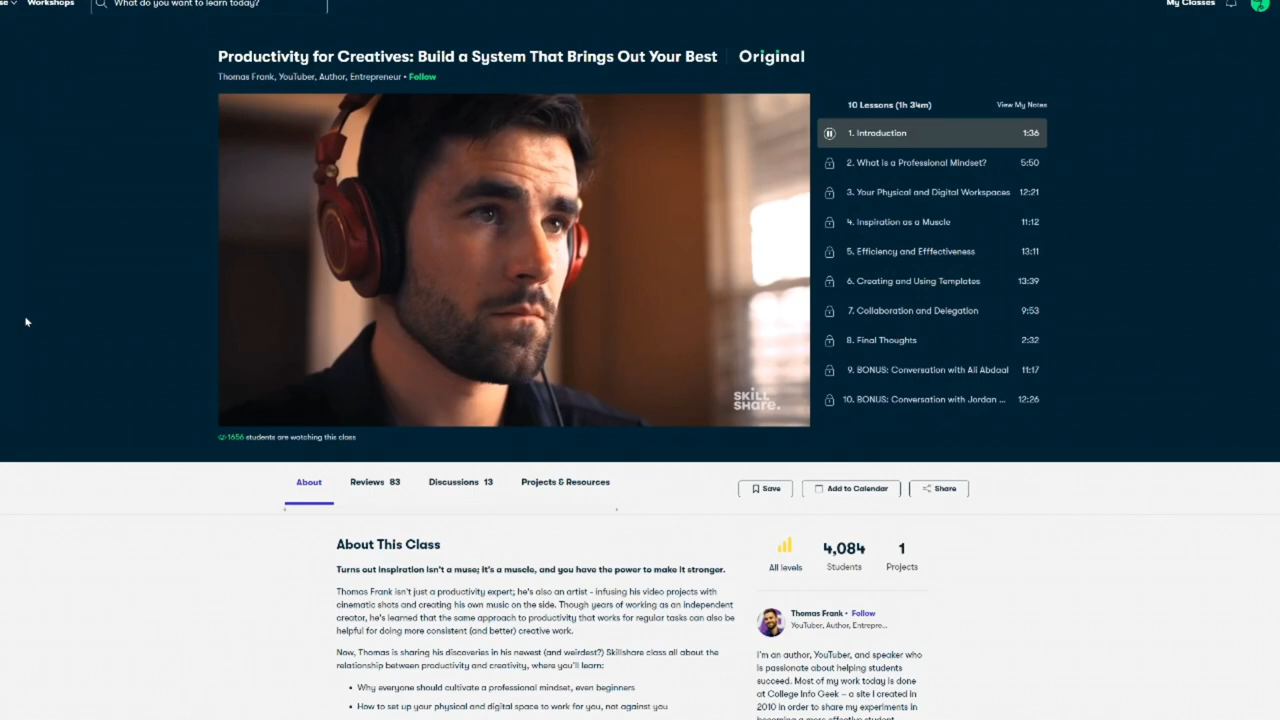 se Workshops What do you want to learn today? My Classes
Productivity for Creatives: Build a System That Brings Out Your Best Original
Thomas Frank, YouTuber, Author, Entrepreneur • Follow
10 Lessons (1h 34m) View My Notes
1. Introduction 1:36
2. What is a Professional Mindset? 5:50
3. Your Physical and Digital Workspaces 12:21
4. Inspiration as a Muscle 11:12
5. Efficiency and Efffectiveness 13:11
6. Creating and Using Templates 13:39
7. Collaboration and Delegation 9:53
8. Final Thoughts 2:32
9. BONUS: Conversation with Ali Abdaal 11:17
10. BONUS: Conversation with Jordan ... 12:26
SKILL
SHARE.
1656 students are watching this class
About Reviews 83 Discussions 13 Projects & Resources
Save Add to Calendar Share
About This Class
Turns out inspiration isn't a muse; it's a muscle, and you have the power to make it stronger.
Thomas Frank isn't just a productivity expert; he's also an artist - infusing his video projects with
cinematic shots and creating his own music on the side. Though years of working as an independent
creator, he's learned that the same approach to productivity that works for regular tasks can also be
helpful for doing more consistent (and better) creative work.
Now, Thomas is sharing his discoveries in his newest (and weirdest?) Skillshare class all about the
relationship between productivity and creativity, where you'll learn:
• Why everyone should cultivate a professional mindset, even beginners
• How to set up your physical and digital space to work for you, not against you
4,084 1
All levels Students Projects
Thomas Frank • Follow
YouTuber, Author, Entrepre...
I'm an author, YouTuber, and speaker who
is passionate about helping students
succeed. Most of my work today is done
at College Info Geek – a site I created in
2010 in order to share my experiments in
becoming a more effective student.